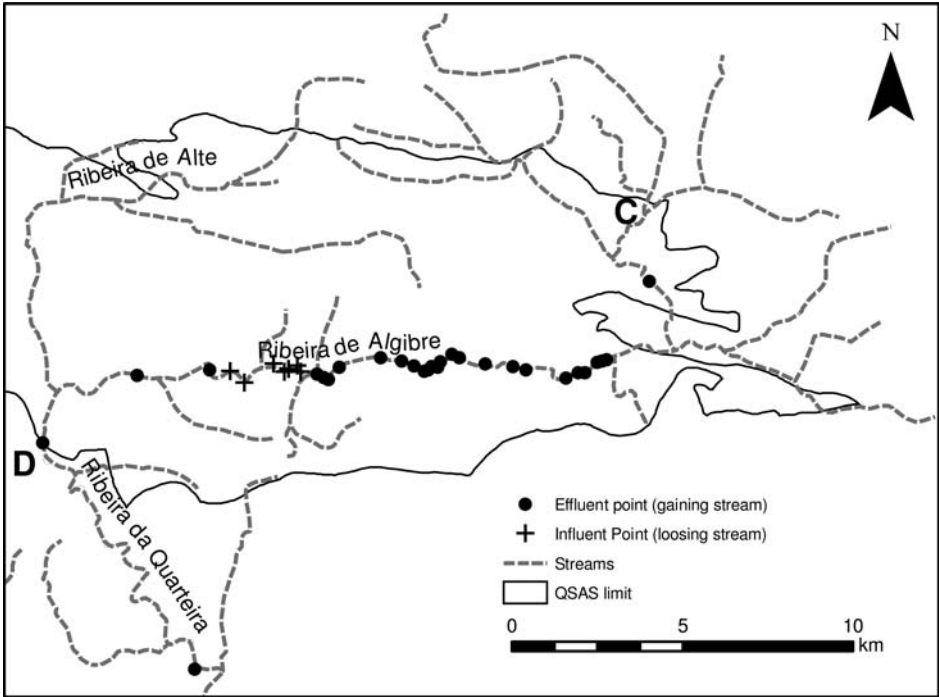 N
Ribeira de Alte
C
Ribeira de Algibre
D
Ribeira da Quarteira
Effluent point (gaining stream)
Influent Point (loosing stream)
Streams
QSAS limit
0 5 10
km